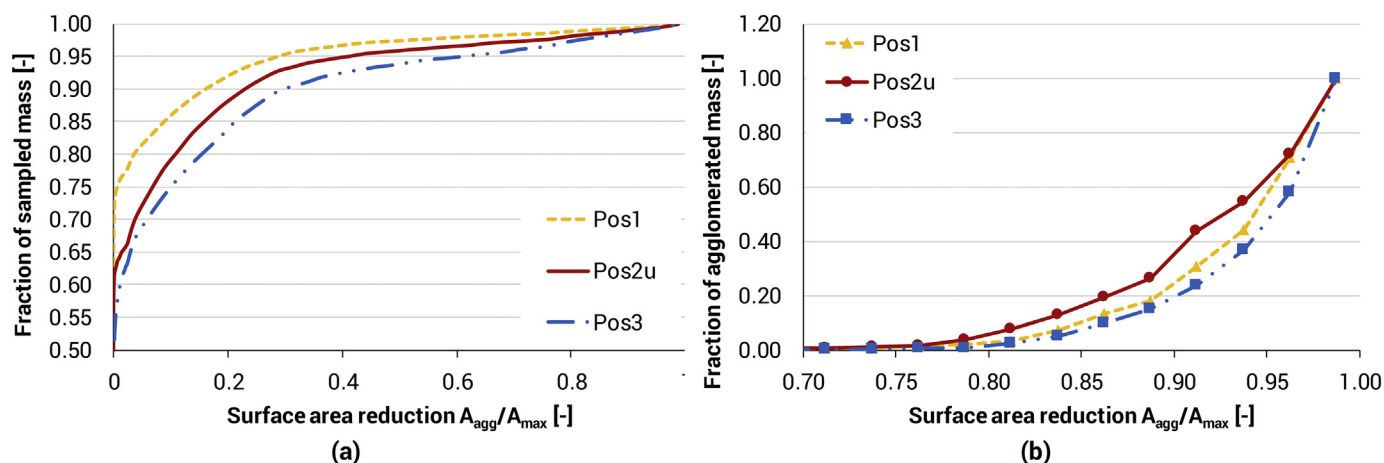 Fraction of sampled mass [-]
1.00
0.95
0.90
0.85
0.80
0.75
0.70
0.65
0.60
0.55
0.50
Pos1
Pos2u
Pos3
0 0.2 0.4 0.6 0.8
Surface area reduction Aagg/Amax [-]
(a)
Fraction of agglomerated mass [-]
1.20
1.00
0.80
0.60
0.40
0.20
0.00
Pos1
Pos2u
Pos3
0.70 0.75 0.80 0.85 0.90 0.95 1.00
Surface area reduction Aagg/Amax [-]
(b)